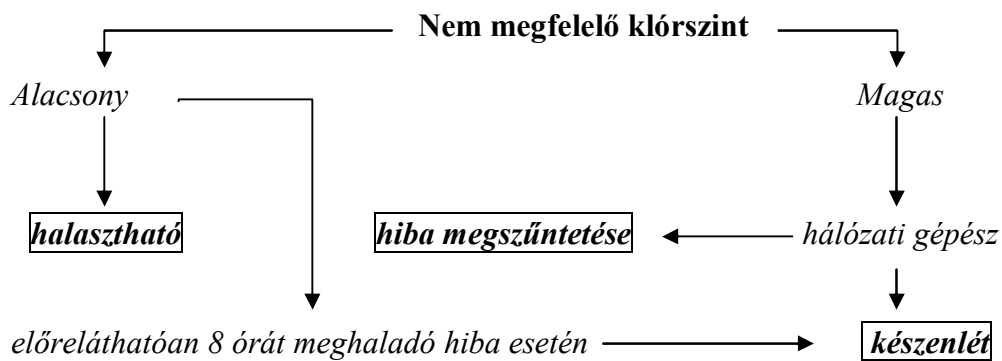 Nem megfelelő klórszint
Alacsony Magas
halasztható hiba megszűntetése hálózati gépész
előreláthatóan 8 órát meghaladó hiba esetén készenlét